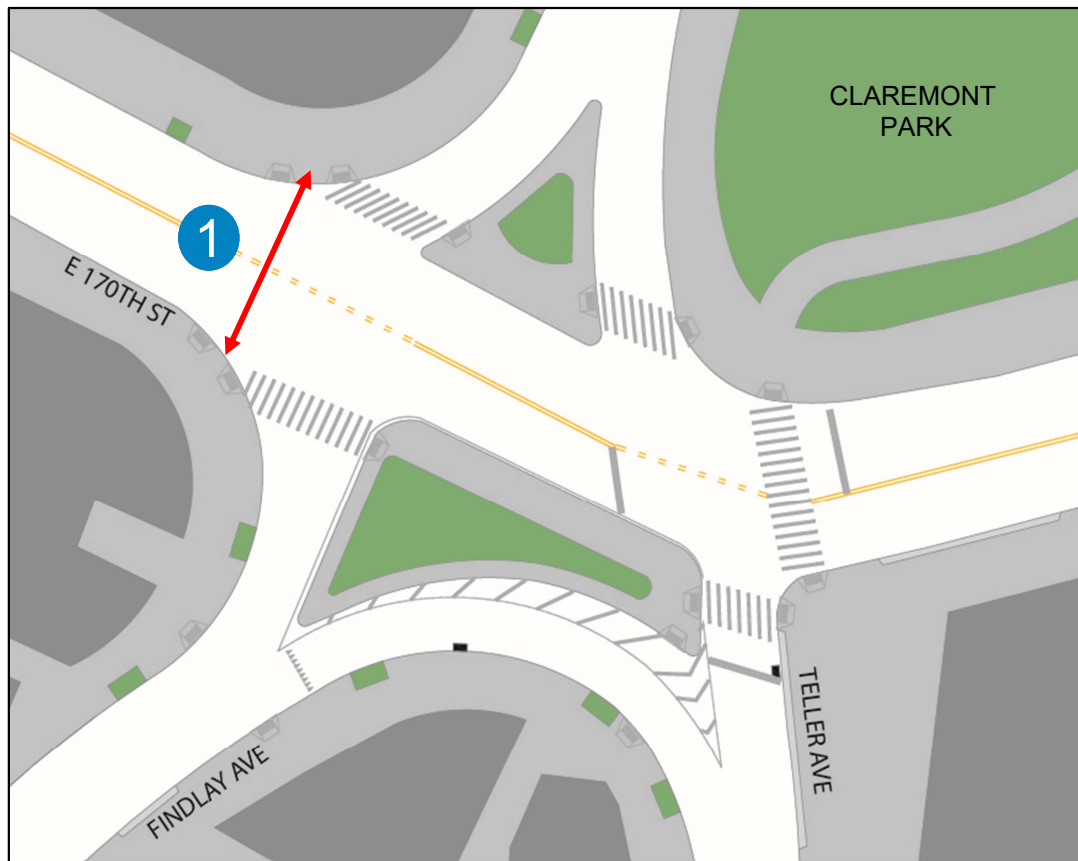 CLAREMONT
PARK
1
E 170TH ST
TELLER AVE
FINDLAY AVE